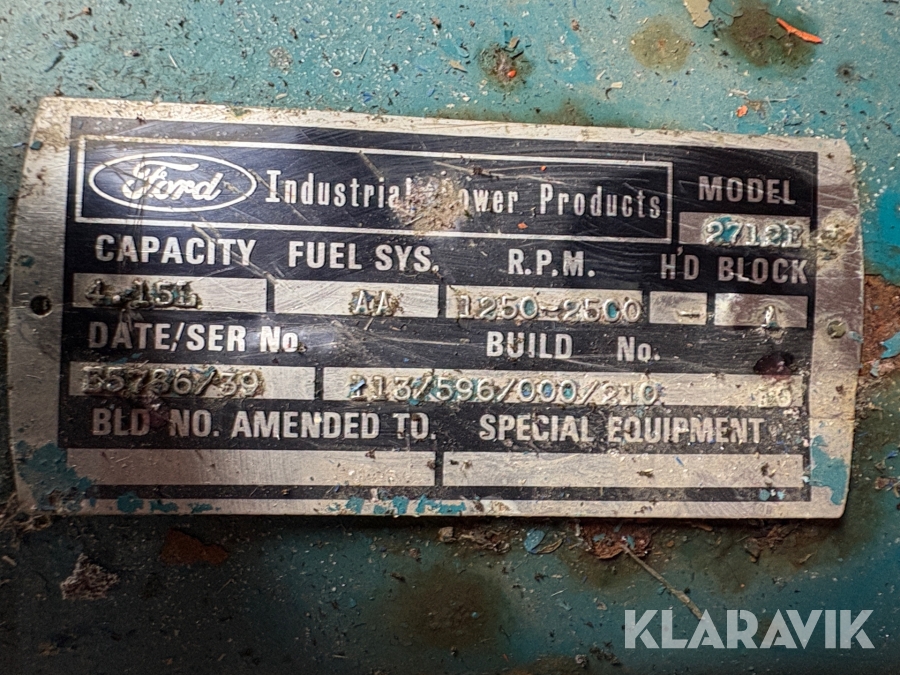 Ford Industrial Power Products MODEL
2712E
CAPACITY FUEL SYS. R.P.M. H'D BLOCK
4.15L AA 1250-2500 - A
DATE/SER No. BUILD No.
213/596/000/210
BLD NO. AMENDED TO. SPECIAL EQUIPMENT
KLARAVIK